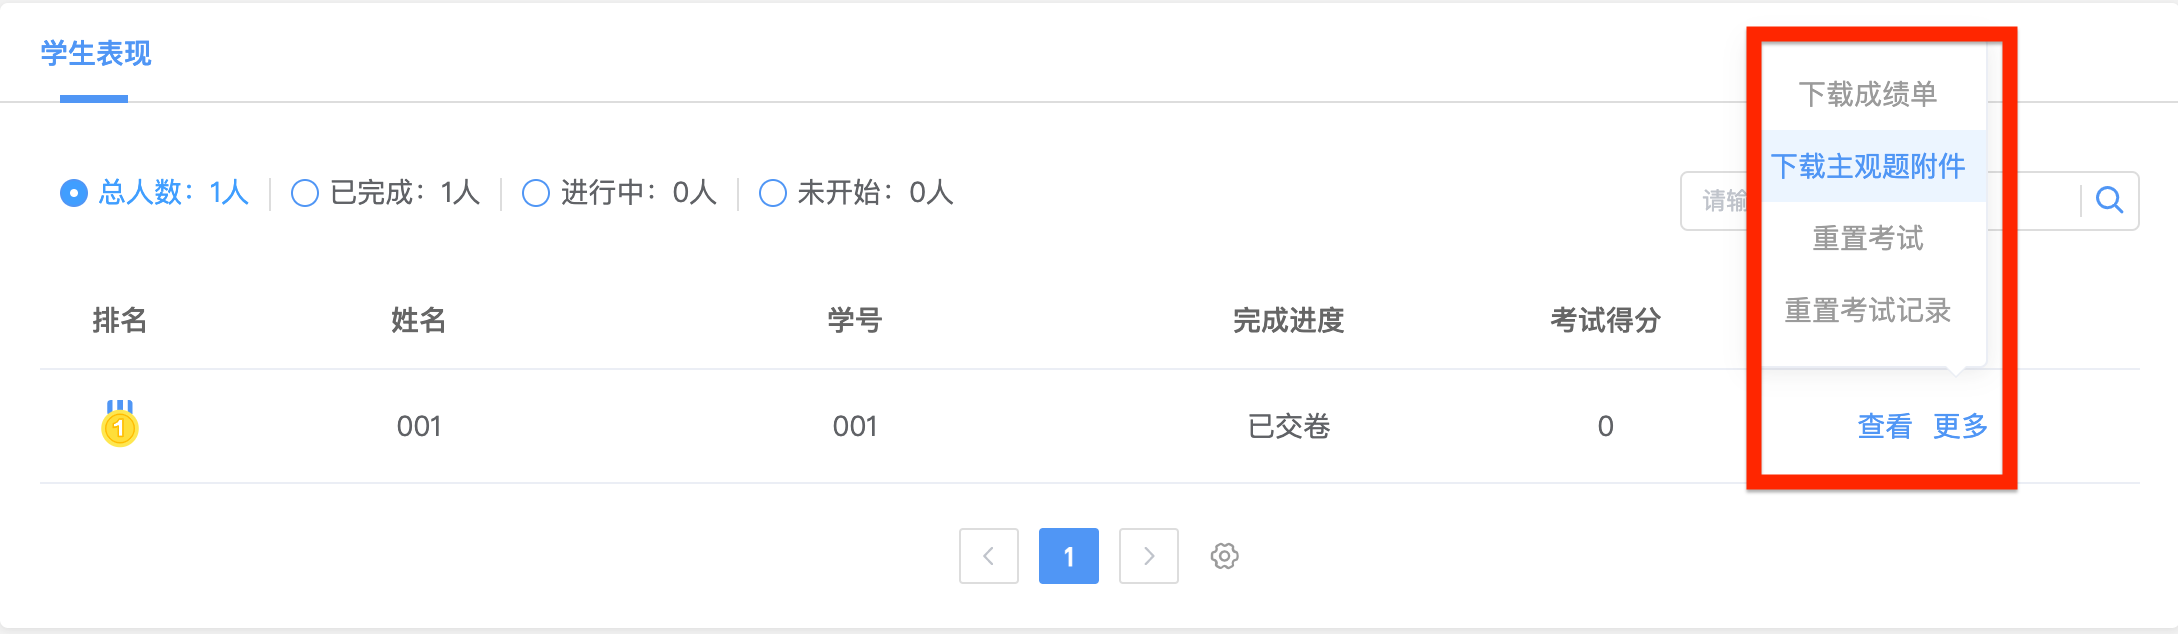 学生表现
下载成绩单
下载主观题附件
重置考试
重置考试记录
总人数：1人 已完成：1人 进行中：0人 未开始：0人
请输
排名 姓名 学号 完成进度 考试得分
1 001 001 已交卷 0 查看 更多
1